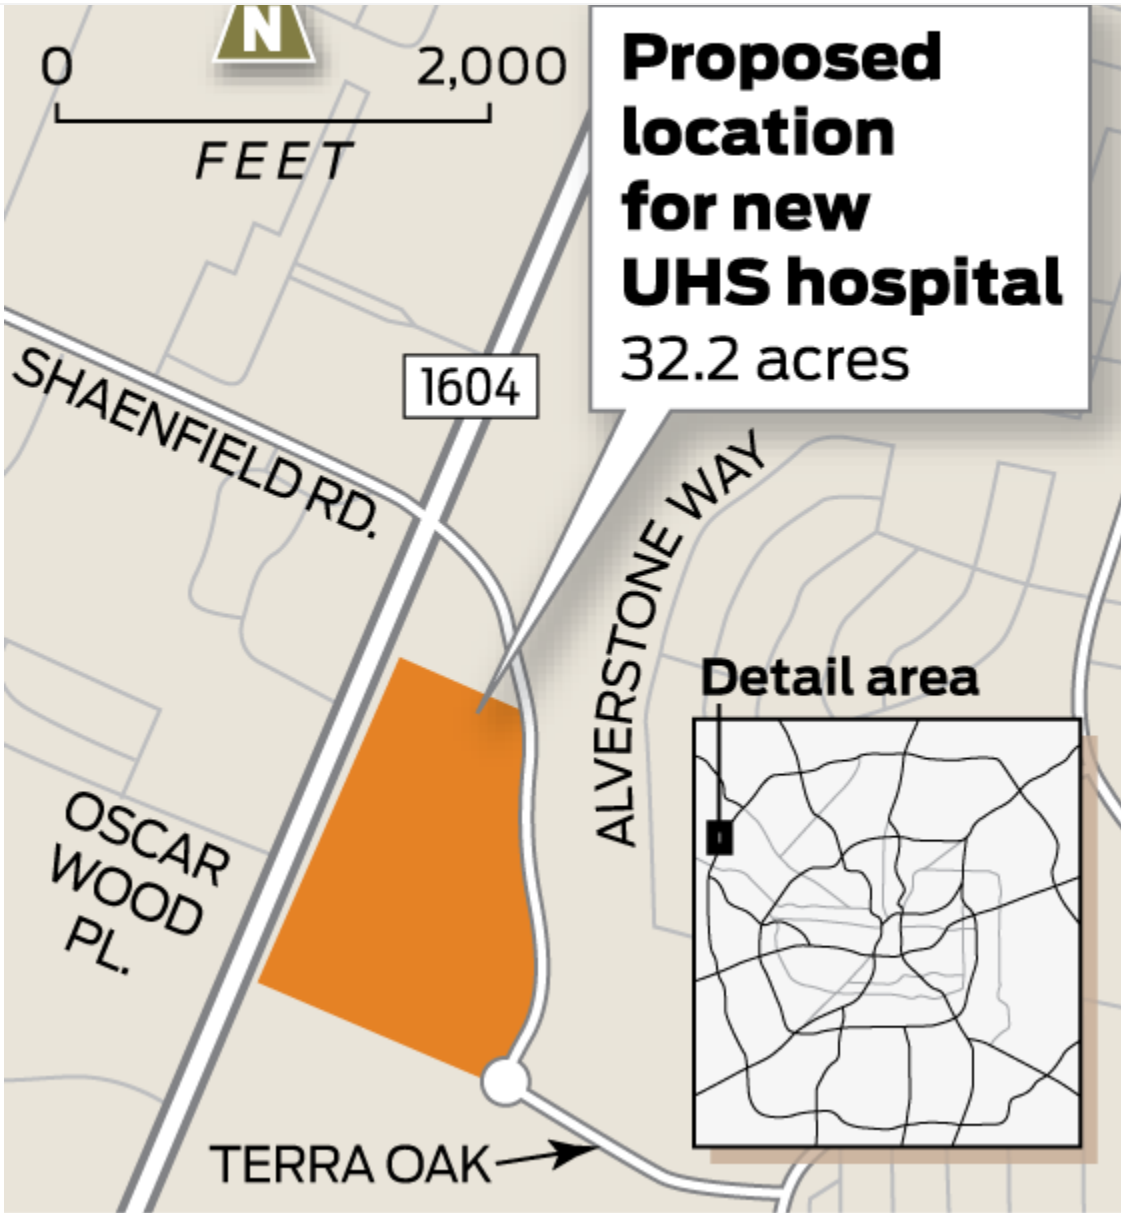 N
0 2,000
FEET
Proposed
location
for new
UHS hospital
32.2 acres
1604
SHAENFIELD RD.
ALVERSTONE WAY
Detail area
OSCAR
WOOD
PL.
TERRA OAK